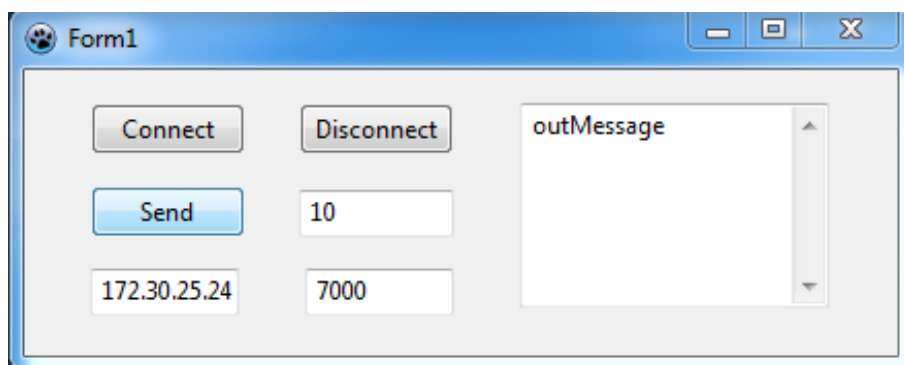 Form1
Connect
Disconnect
outMessage
Send
10
172.30.25.24
7000